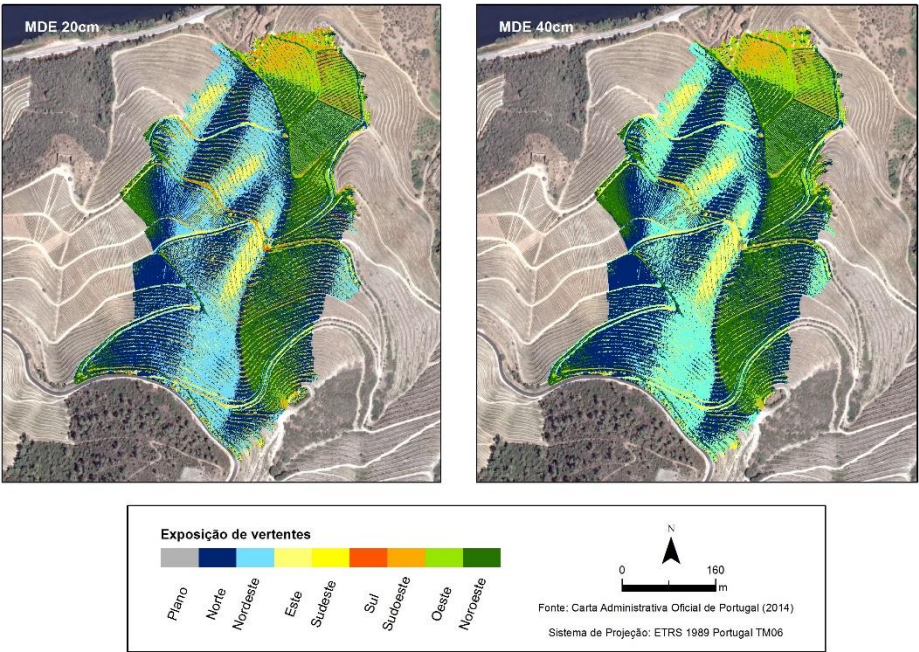 MDE 20cm
MDE 40cm
Exposição de vertentes
Plano
Norte
Nordeste
Este
Sudeste
Sul
Sudoeste
Oeste
Noroeste
N
0 160
m
Fonte: Carta Administrativa Oficial de Portugal (2014)
Sistema de Projeção: ETRS 1989 Portugal TM06